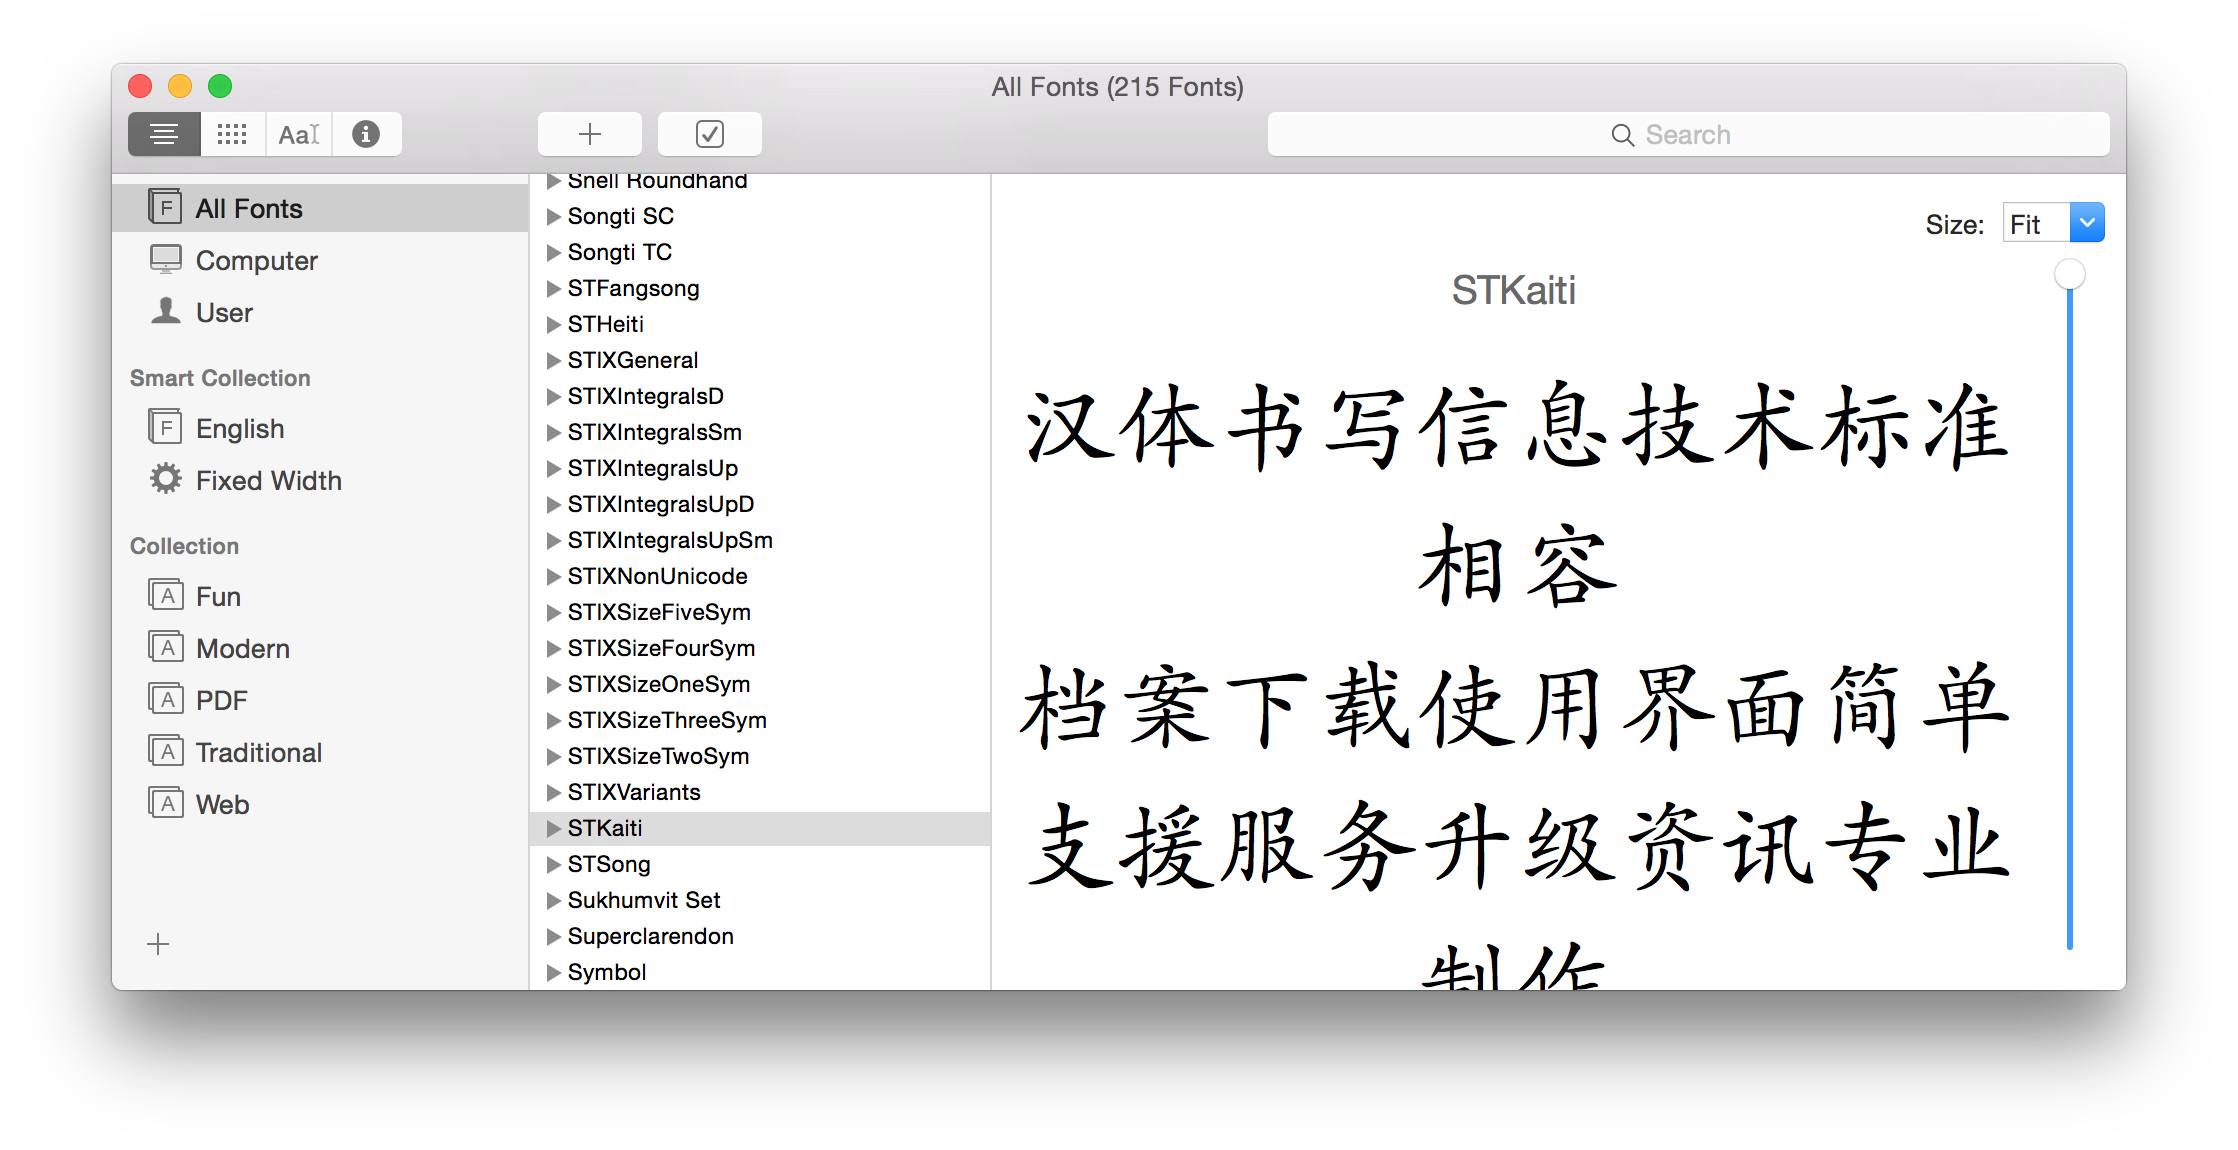 All Fonts (215 Fonts)
Aa
Search
All Fonts
Computer
User
Smart Collection
English
Fixed Width
Collection
Fun
Modern
PDF
Traditional
Web
Snell Roundhand
Songti SC
Songti TC
STFangsong
STHeiti
STIXGeneral
STIXIntegralsD
STIXIntegralsSm
STIXIntegralsUp
STIXIntegralsUpD
STIXIntegralsUpSm
STIXNonUnicode
STIXSizeFiveSym
STIXSizeFourSym
STIXSizeOneSym
STIXSizeThreeSym
STIXSizeTwoSym
STIXVariants
STKaiti
STSong
Sukhumvit Set
Superclarendon
Symbol
Size: Fit
STKaiti
汉体书写信息技术标准
相容
档案下载使用界面简单
支援服务升级资讯专业
制作